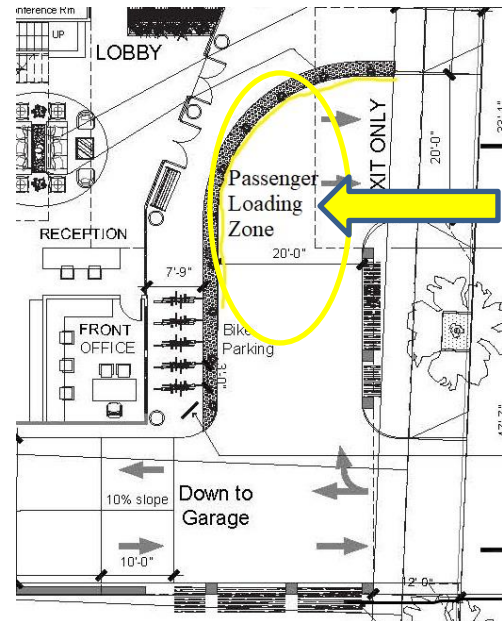 onference Rm
UP
LOBBY
EXIT ONLY
20'-0"
Passenger
Loading
Zone
20'-0"
RECEPTION
7'-9"
FRONT
OFFICE
Bike
Parking
Down to
Garage
10% slope
10'-0"
12'-0"